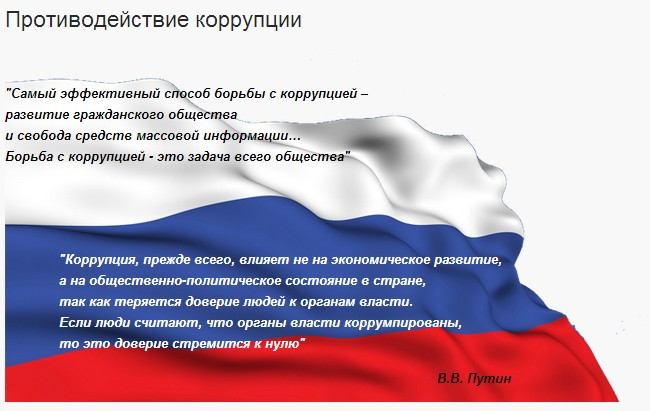 Противодействие коррупции
"Самый эффективный способ борьбы с коррупцией –
развитие гражданского общества
и свобода средств массовой информации…
Борьба с коррупцией - это задача всего общества"
"Коррупция, прежде всего, влияет не на экономическое развитие,
а на общественно-политическое состояние в стране,
так как теряется доверие людей к органам власти.
Если люди считают, что органы власти коррумпированы,
то это доверие стремится к нулю"
В.В. Путин